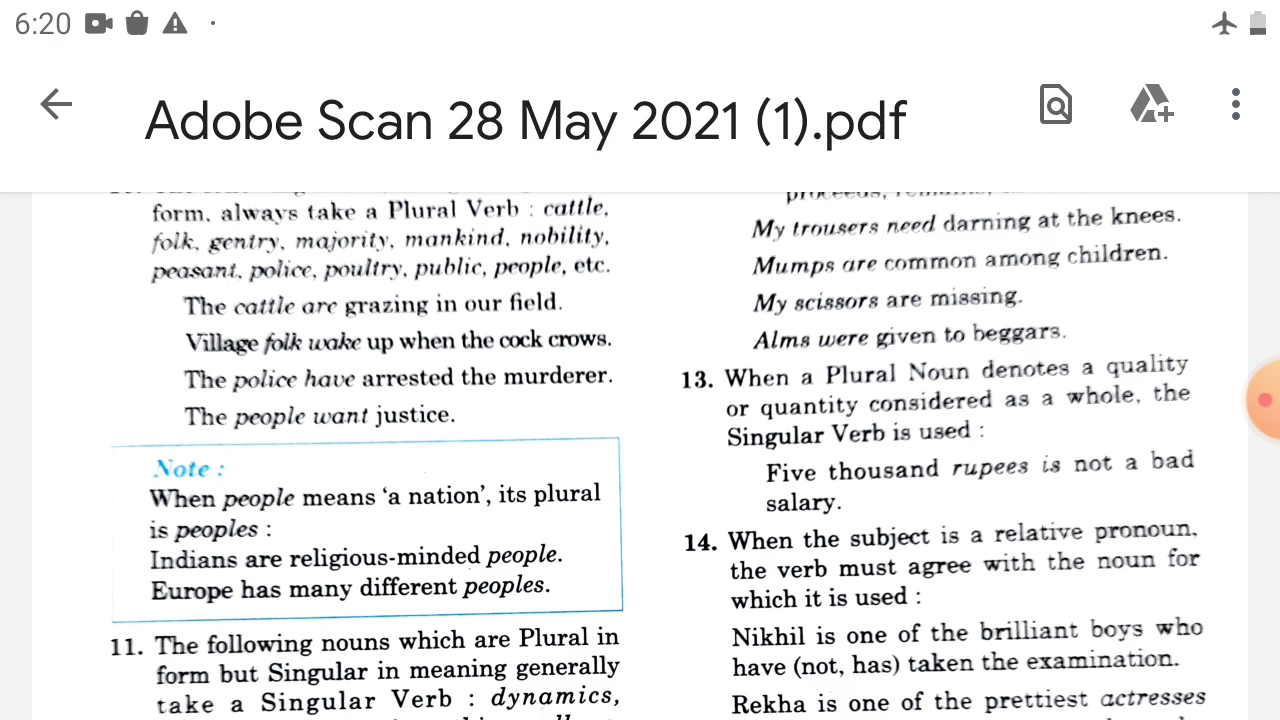 6:20
Adobe Scan 28 May 2021 (1).pdf
form, always take a Plural Verb : cattle,
folk, gentry, majority, mankind, nobility,
peasant, police, poultry, public, people, etc.
The cattle are grazing in our field.
Village folk wake up when the cock crows.
The police have arrested the murderer.
The people want justice.
Note :
When people means ‘a nation’, its plural
is peoples :
Indians are religious-minded people.
Europe has many different peoples.
11. The following nouns which are Plural in
form but Singular in meaning generally
take a Singular Verb : dynamics,
My trousers need darning at the knees.
Mumps are common among children.
My scissors are missing.
Alms were given to beggars.
13. When a Plural Noun denotes a quality
or quantity considered as a whole, the
Singular Verb is used :
Five thousand rupees is not a bad
salary.
14. When the subject is a relative pronoun,
the verb must agree with the noun for
which it is used :
Nikhil is one of the brilliant boys who
have (not, has) taken the examination.
Rekha is one of the prettiest actresses